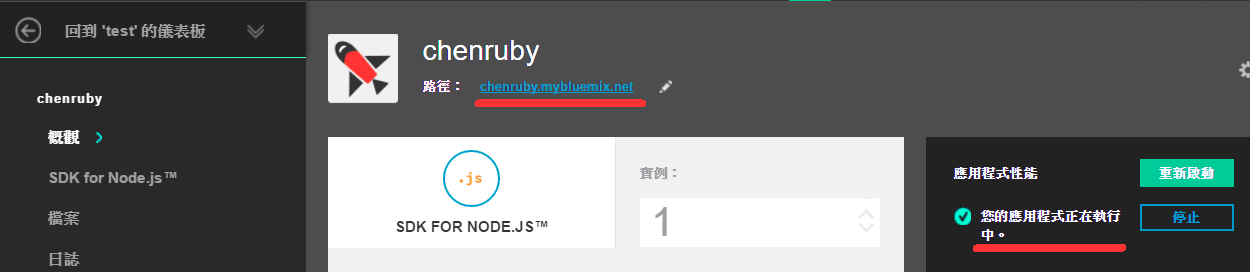 回到 'test' 的儀表板
chenruby
概觀
SDK for Node.js™
檔案
日誌
chenruby
路徑： chenruby.mybluemix.net
.js
SDK FOR NODE.JS™
實例：
1
應用程式性能
重新啟動
您的應用程式正在執行
中。
停止